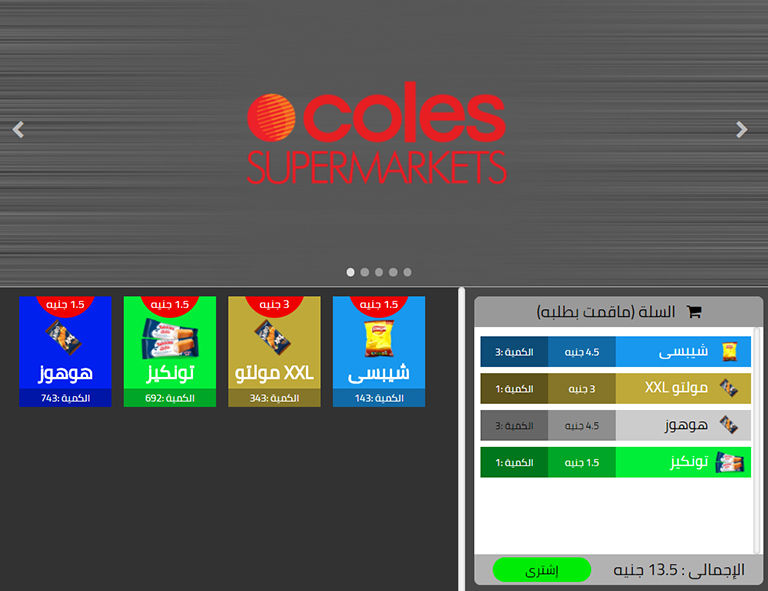 coles
SUPERMARKETS
السلة (ماقمت بطلبه)
شيبسى 4.5 جنيه الكمية :3
مولتو XXL 3 جنيه الكمية :1
هوهوز 4.5 جنيه الكمية :3
تونكيز 1.5 جنيه الكمية :1
الإجمالى : 13.5 جنيه
إشترى
1.5 جنيه
شيبسى
الكمية :143
3 جنيه
مولتو XXL
الكمية :343
1.5 جنيه
تونكيز
الكمية :692
1.5 جنيه
هوهوز
الكمية :743